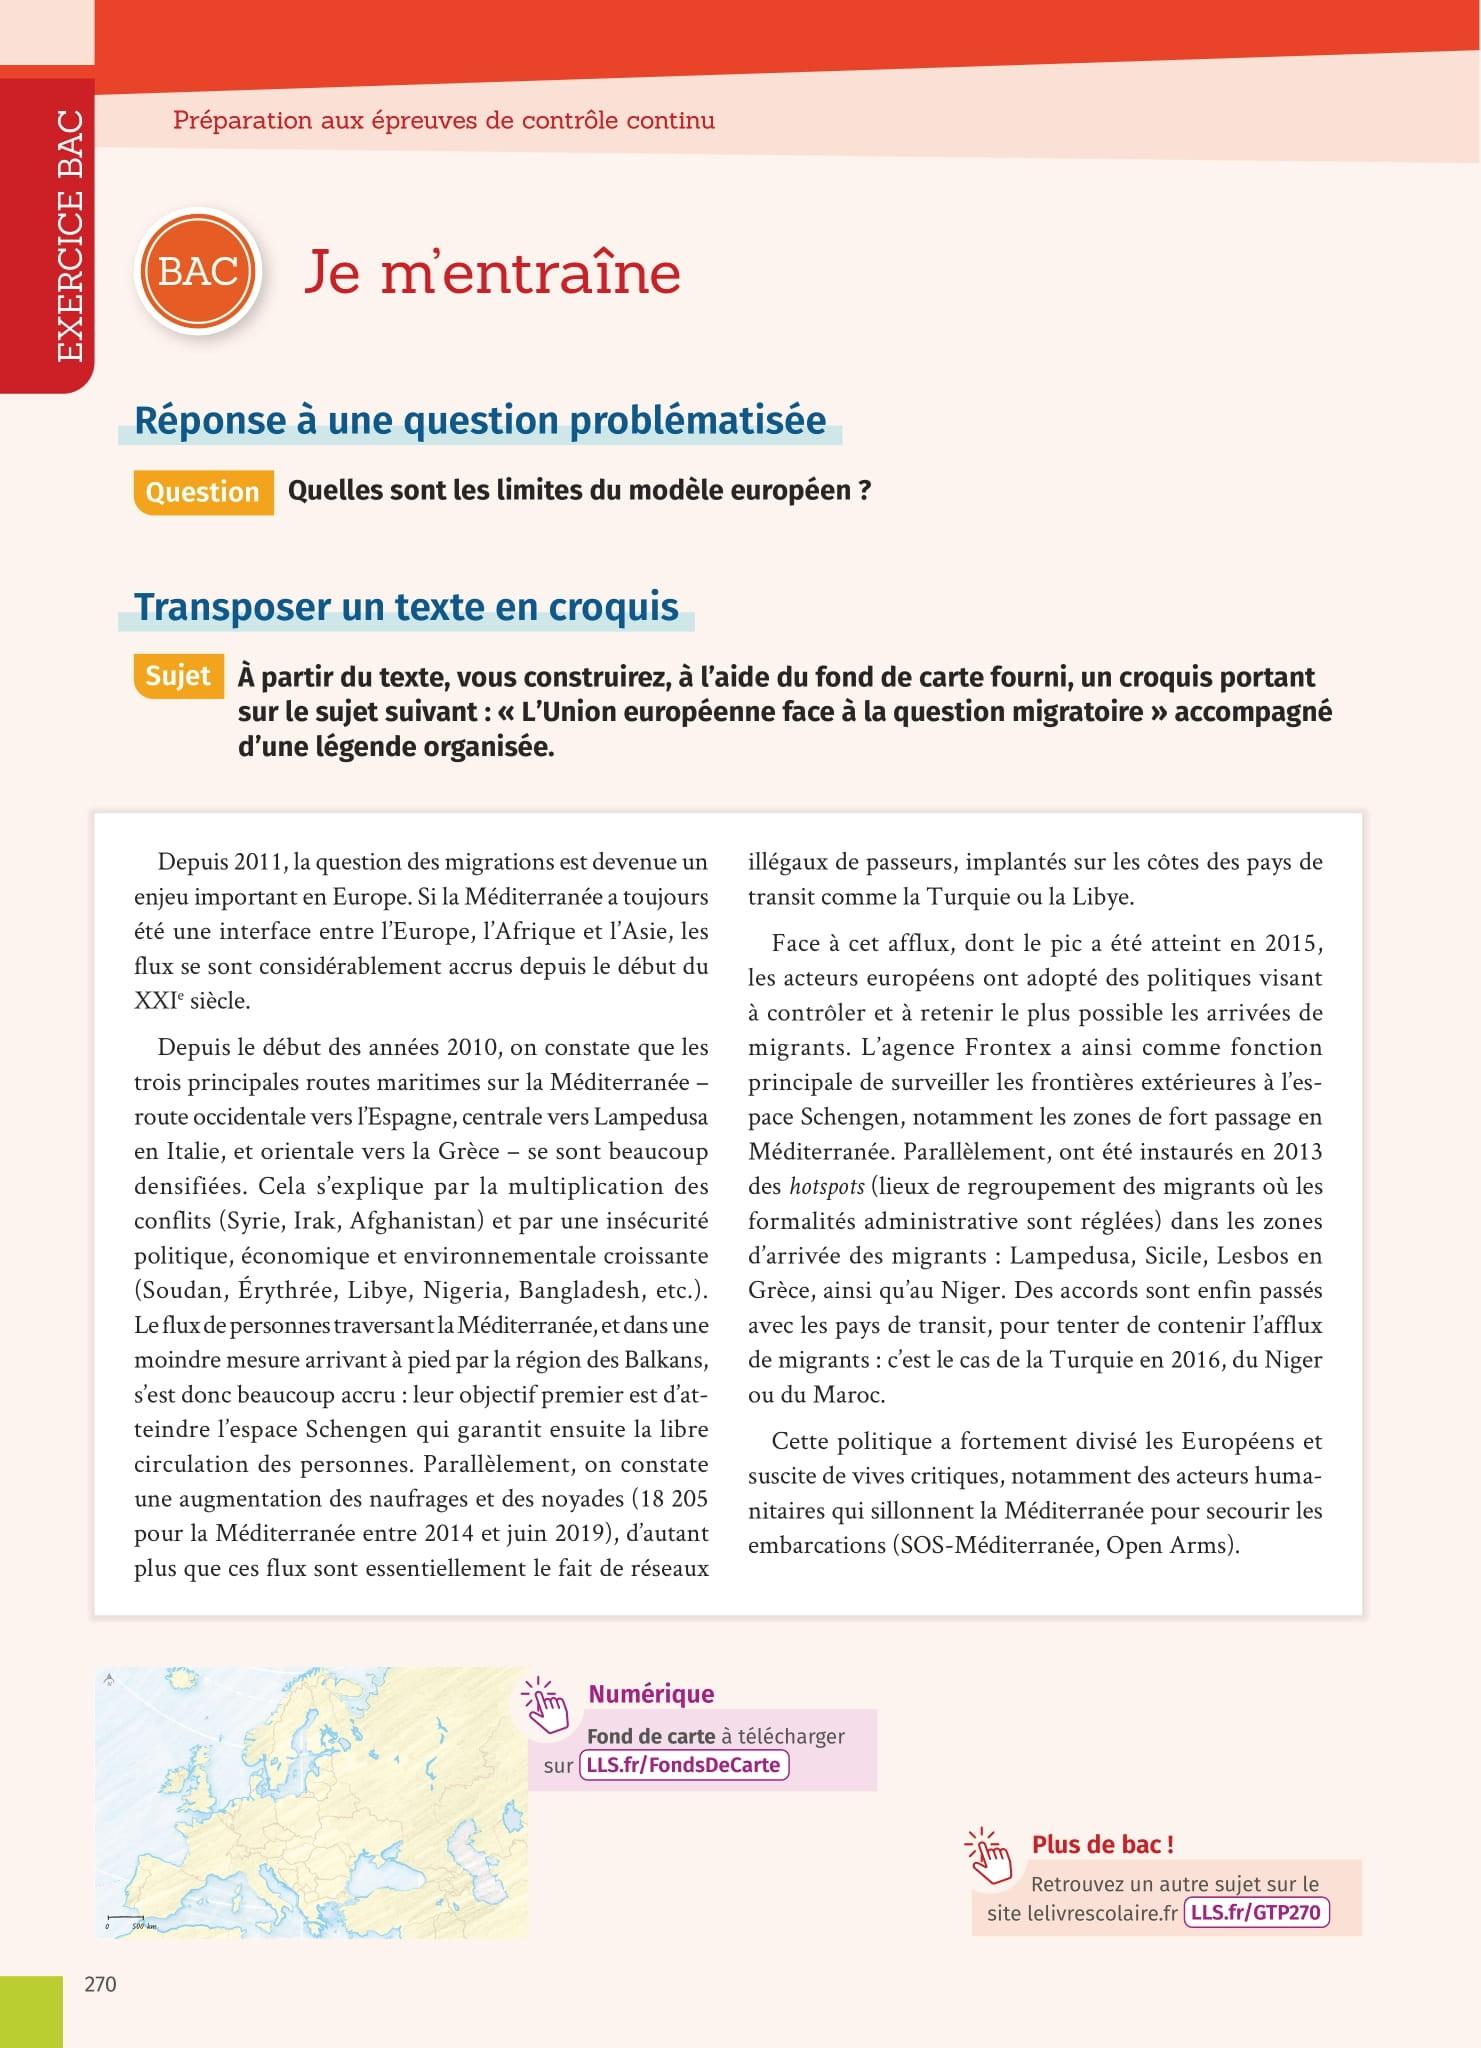 Préparation aux épreuves de contrôle continu
EXERCICE BAC
BAC
Je m'entraîne
Réponse à une question problématisée
Question
Quelles sont les limites du modèle européen ?
Transposer un texte en croquis
Sujet
À partir du texte, vous construirez, à l'aide du fond de carte fourni, un croquis portant
sur le sujet suivant : « L'Union européenne face à la question migratoire » accompagné
d'une légende organisée.
Depuis 2011, la question des migrations est devenue un
enjeu important en Europe. Si la Méditerranée a toujours
été une interface entre l'Europe, l'Afrique et l'Asie, les
flux se sont considérablement accrus depuis le début du
XXIe siècle.
Depuis le début des années 2010, on constate que les
trois principales routes maritimes sur la Méditerranée –
route occidentale vers l'Espagne, centrale vers Lampedusa
en Italie, et orientale vers la Grèce – se sont beaucoup
densifiées. Cela s'explique par la multiplication des
conflits (Syrie, Irak, Afghanistan) et par une insécurité
politique, économique et environnementale croissante
(Soudan, Érythrée, Libye, Nigeria, Bangladesh, etc.).
Le flux de personnes traversant la Méditerranée, et dans une
moindre mesure arrivant à pied par la région des Balkans,
s'est donc beaucoup accru : leur objectif premier est d'at-
teindre l'espace Schengen qui garantit ensuite la libre
circulation des personnes. Parallèlement, on constate
une augmentation des naufrages et des noyades (18 205
pour la Méditerranée entre 2014 et juin 2019), d'autant
plus que ces flux sont essentiellement le fait de réseaux
illégaux de passeurs, implantés sur les côtes des pays de
transit comme la Turquie ou la Libye.
Face à cet afflux, dont le pic a été atteint en 2015,
les acteurs européens ont adopté des politiques visant
à contrôler et à retenir le plus possible les arrivées de
migrants. L'agence Frontex a ainsi comme fonction
principale de surveiller les frontières extérieures à l'es-
pace Schengen, notamment les zones de fort passage en
Méditerranée. Parallèlement, ont été instaurés en 2013
des hotspots (lieux de regroupement des migrants où les
formalités administrative sont réglées) dans les zones
d'arrivée des migrants : Lampedusa, Sicile, Lesbos en
Grèce, ainsi qu'au Niger. Des accords sont enfin passés
avec les pays de transit, pour tenter de contenir l'afflux
de migrants : c'est le cas de la Turquie en 2016, du Niger
ou du Maroc.
Cette politique a fortement divisé les Européens et
suscite de vives critiques, notamment des acteurs huma-
nitaires qui sillonnent la Méditerranée pour secourir les
embarcations (SOS-Méditerranée, Open Arms).
N
0 500 km
Numérique
Fond de carte à télécharger
sur LLS.fr/FondsDeCarte
Plus de bac !
Retrouvez un autre sujet sur le
site lelivrescolaire.fr LLS.fr/GTP270
270